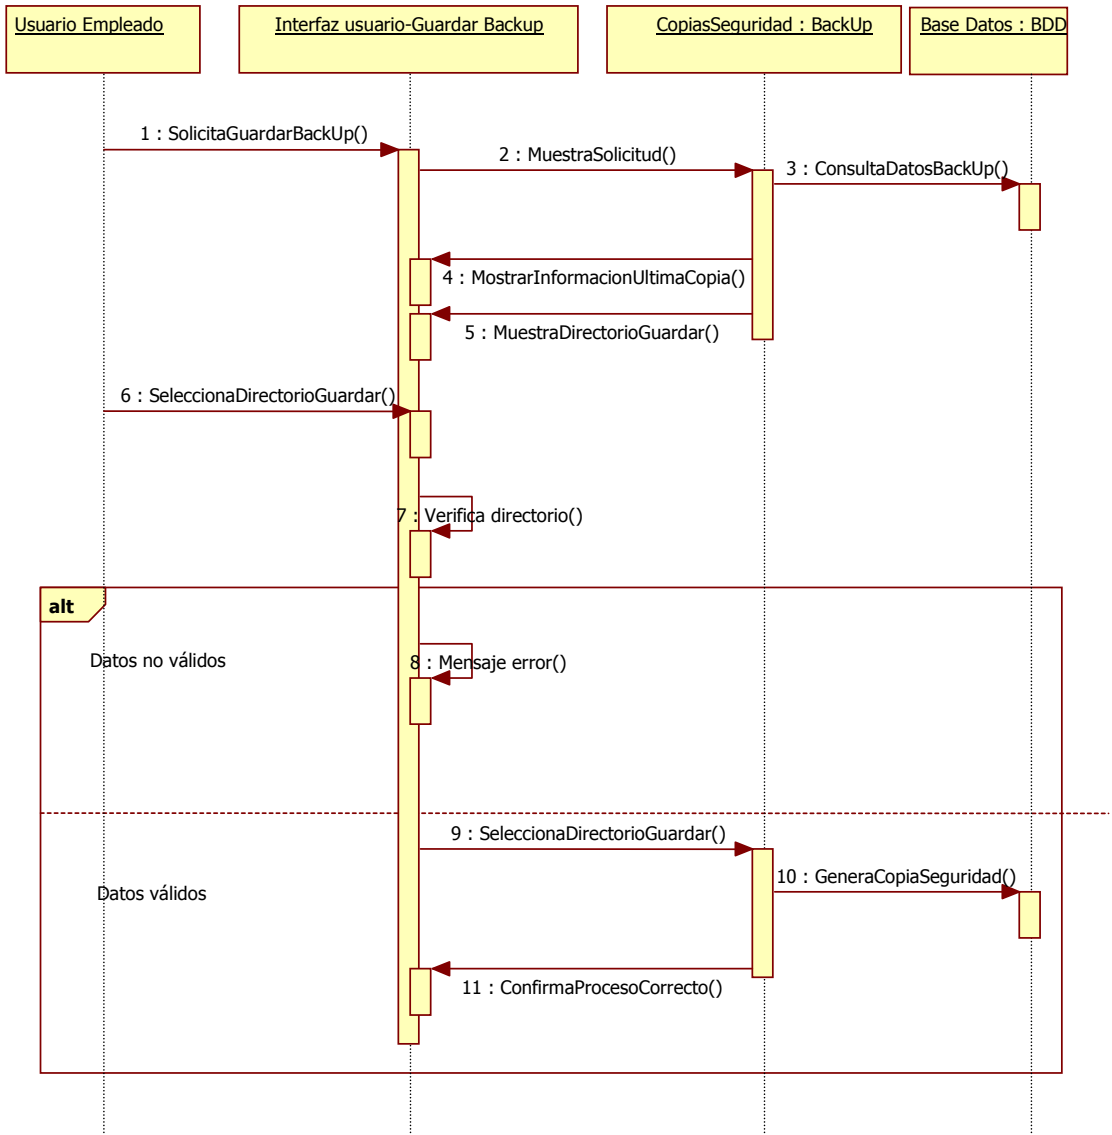 Usuario Empleado
Interfaz usuario-Guardar Backup
CopiasSeguridad : BackUp
Base Datos : BDD
1 : SolicitaGuardarBackUp()
2 : MuestraSolicitud()
3 : ConsultaDatosBackUp()
4 : MostrarInformacionUltimaCopia()
5 : MuestraDirectorioGuardar()
6 : SeleccionaDirectorioGuardar()
7 : Verifica directorio()
alt
Datos no válidos
8 : Mensaje error()
9 : SeleccionaDirectorioGuardar()
10 : GeneraCopiaSeguridad()
Datos válidos
11 : ConfirmaProcesoCorrecto()